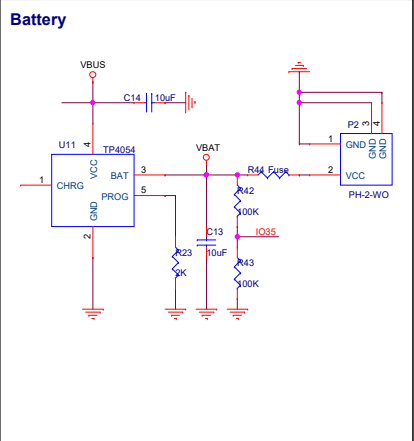 Battery
VBUS
C14 10uF
P2
3
4
U11 TP4054
4
VBAT
1 GND
GND
GND
1 CHRG
VCC
BAT 3
R44 Fuse
2 VCC
PROG 5
R42
PH-2-WO
GND
100K
2
C13
IO35
R23
10uF
R43
2K
100K